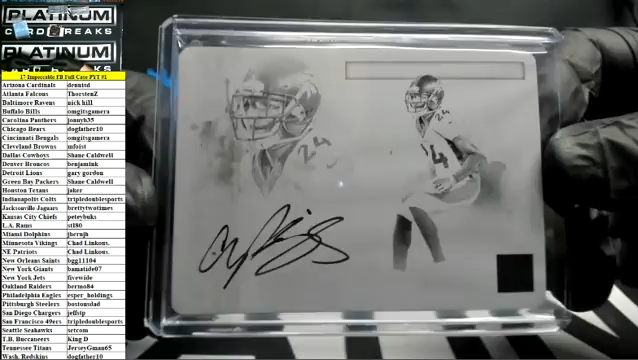 PLATINUM
CARD BREAKS
PLATINUM
CARD BREAKS
17 Impeccable FB Full Case PYT #1
Arizona Cardinals dennisd
Atlanta Falcons ThorstenZ
Baltimore Ravens nick hill
Buffalo Bills omgitsgamera
Carolina Panthers jonnyb35
Chicago Bears dogfather10
Cincinnati Bengals omgitsgamera
Cleveland Browns mfoist
Dallas Cowboys Shane Caldwell
Denver Broncos benjamink
Detroit Lions gary gordon
Green Bay Packers Shane Caldwell
Houston Texans jaker
Indianapolis Colts tripledoublesports
Jacksonville Jaguars brettytwotimes
Kansas City Chiefs peteybuks
L.A. Rams stl80
Miami Dolphins jhernjh
Minnesota Vikings Chad Linkous.
NE Patriots Chad Linkous.
New Orleans Saints bgg11104
New York Giants bamatide07
New York Jets fivewide
Oakland Raiders bermo84
Philadelphia Eagles esper_holdings
Pittsburgh Steelers bostonsdad
San Diego Chargers jeffstp
San Francisco 49ers tripledoublesports
Seattle Seahawks setcom
T.B. Buccaneers King D
Tennessee Titans JerseyGman65
Wash. Redskins dogfather10
24
24